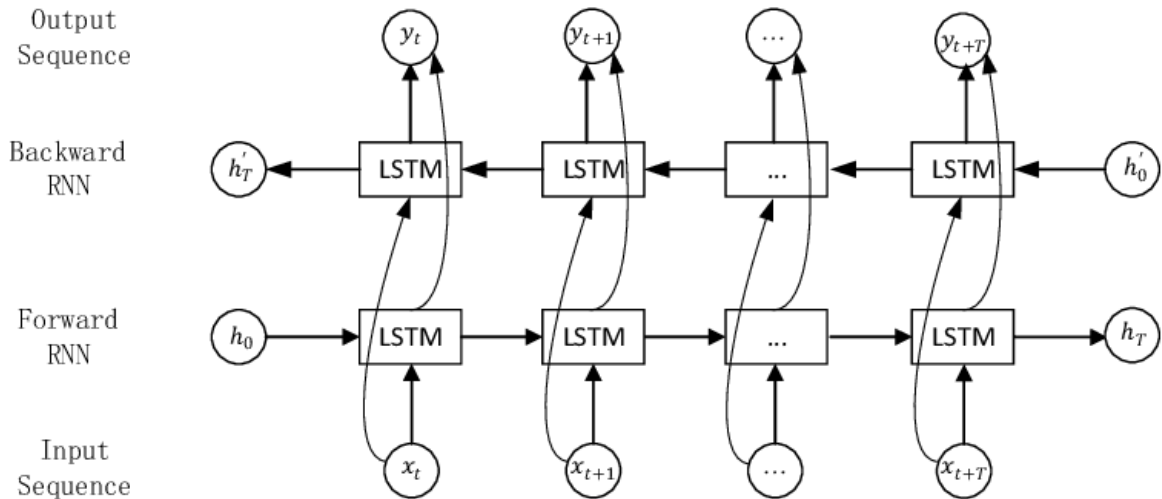 Output
Sequence
y_t
y_{t+1}
...
y_{t+T}
Backward
RNN
h'_T
LSTM
LSTM
...
LSTM
h'_0
Forward
RNN
h_0
LSTM
LSTM
...
LSTM
h_T
Input
Sequence
x_t
x_{t+1}
...
x_{t+T}